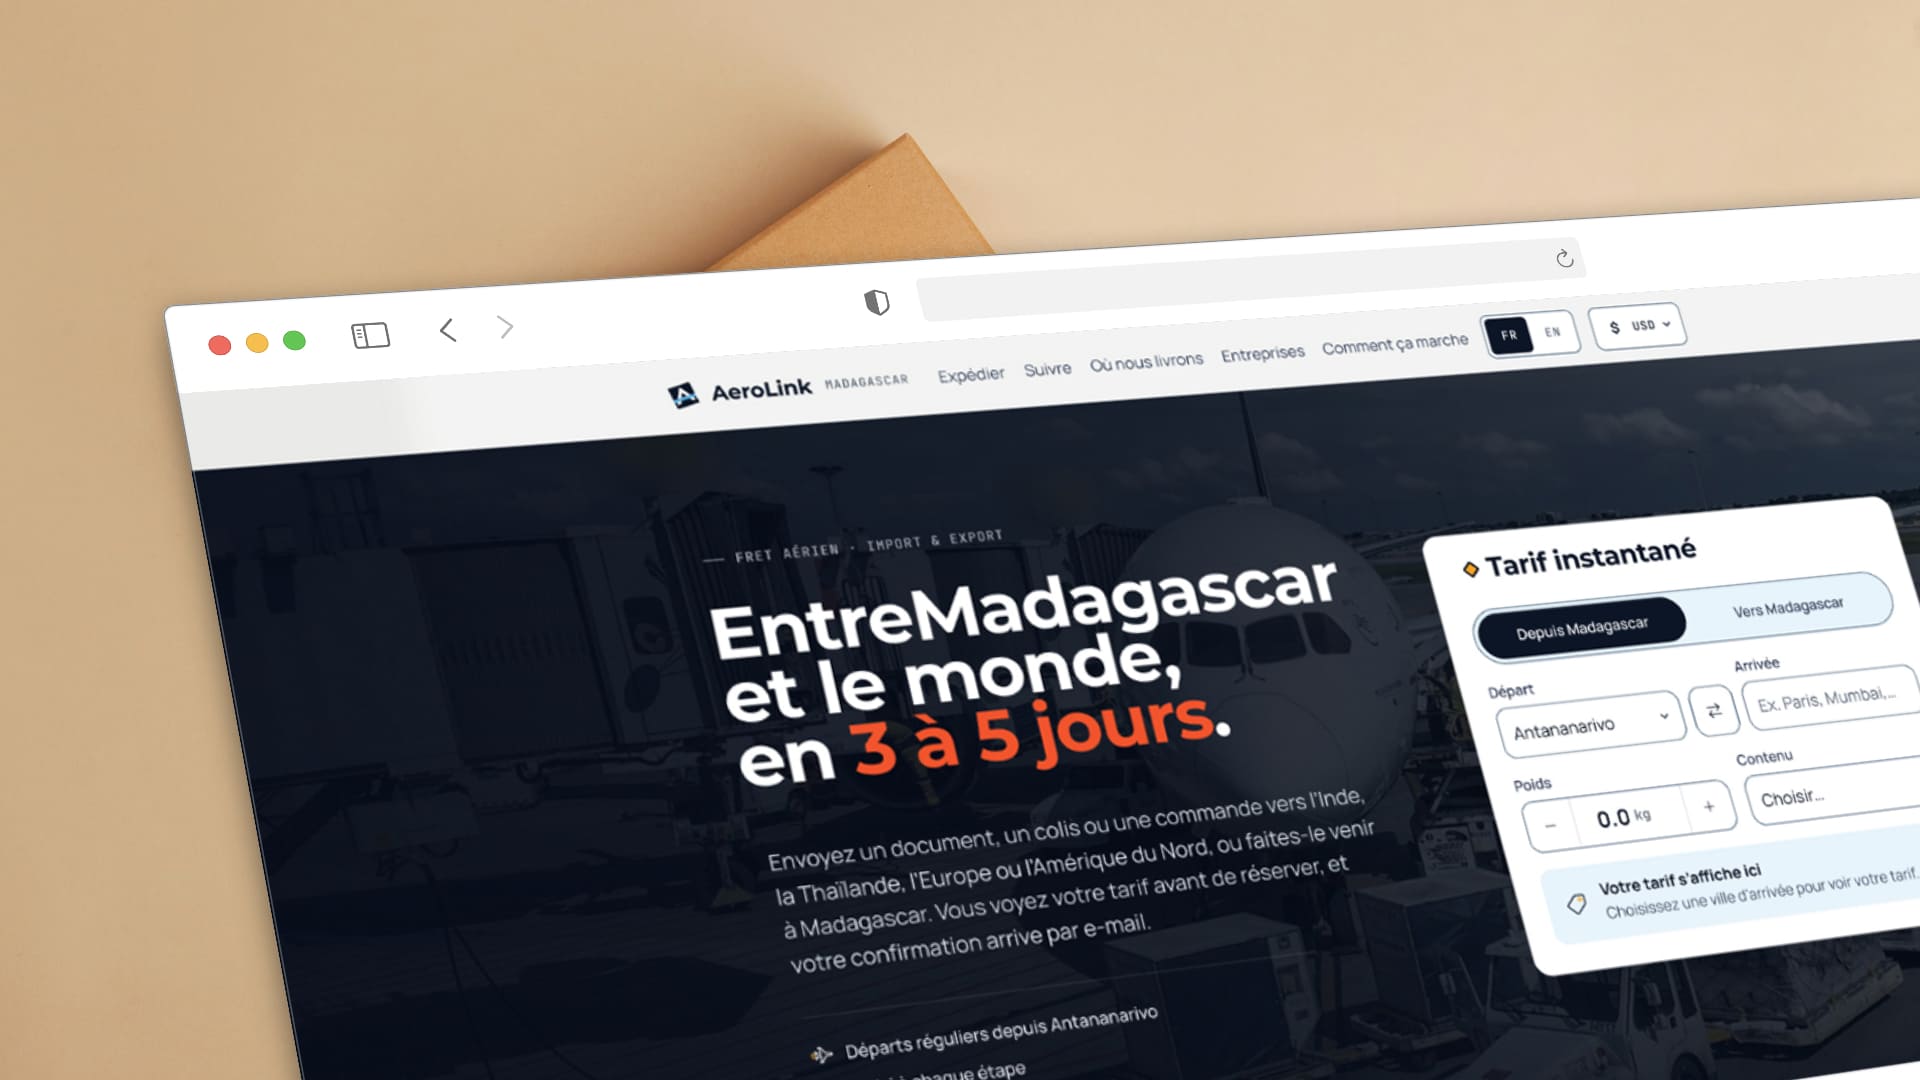 AeroLink MADAGASCAR
Expédier
Suivre
Où nous livrons
Entreprises
Comment ça marche
FR
EN
$ USD
FRET AÉRIEN · IMPORT & EXPORT
EntreMadagascar
et le monde,
en 3 à 5 jours.
Envoyez un document, un colis ou une commande vers l'Inde,
la Thaïlande, l'Europe ou l'Amérique du Nord, ou faites-le venir
à Madagascar. Vous voyez votre tarif avant de réserver, et
votre confirmation arrive par e-mail.
Départs réguliers depuis Antananarivo
chaque étape
Tarif instantané
Depuis Madagascar
Vers Madagascar
Départ
Arrivée
Antananarivo
Ex. Paris, Mumbai,...
Poids
Contenu
− 0.0 kg +
Choisir...
Votre tarif s'affiche ici
Choisissez une ville d'arrivée pour voir votre tarif.